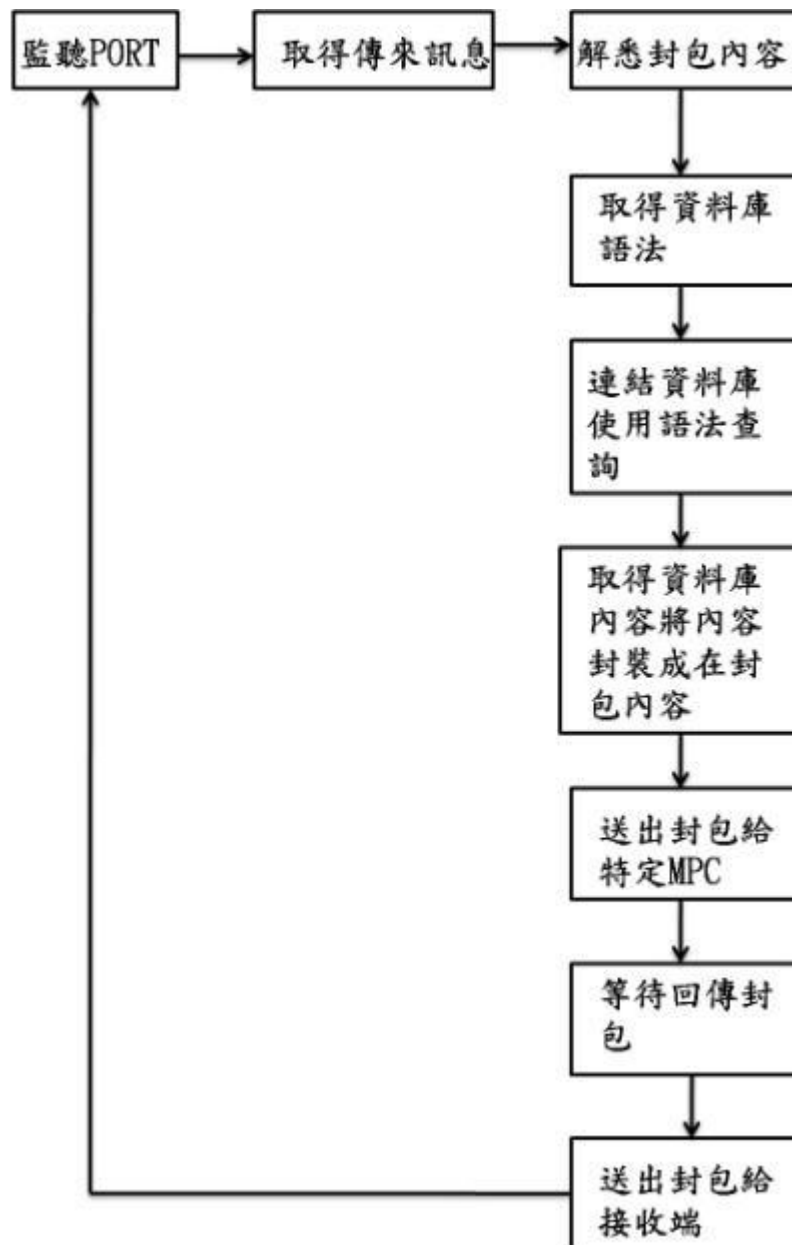 監聽PORT
取得傳來訊息
解悉封包內容
取得資料庫
語法
連結資料庫
使用語法查
詢
取得資料庫
內容將內容
封裝成在封
包內容
送出封包給
特定MPC
等待回傳封
包
送出封包給
接收端